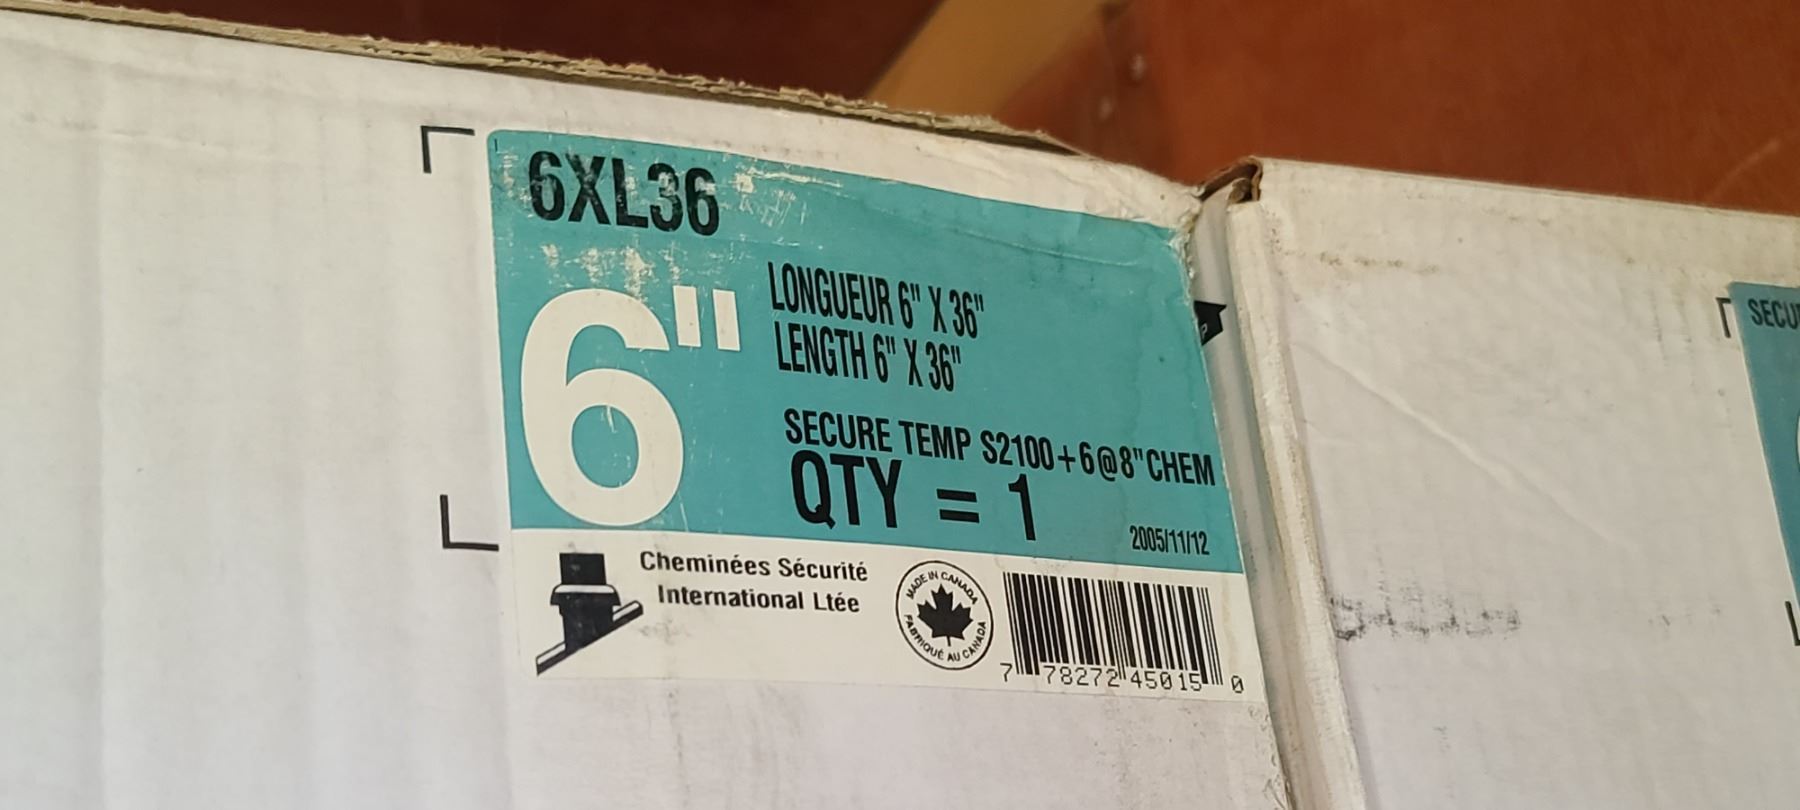 6XL36
6"
LONGUEUR 6" X 36"
LENGTH 6" X 36"
SECURE TEMP S2100+6@8"CHEM
QTY = 1
2005/11/12
Cheminées Sécurité
International Ltée
MADE IN CANADA
FABRIQUÉ AU CANADA
7 78272 45015 0